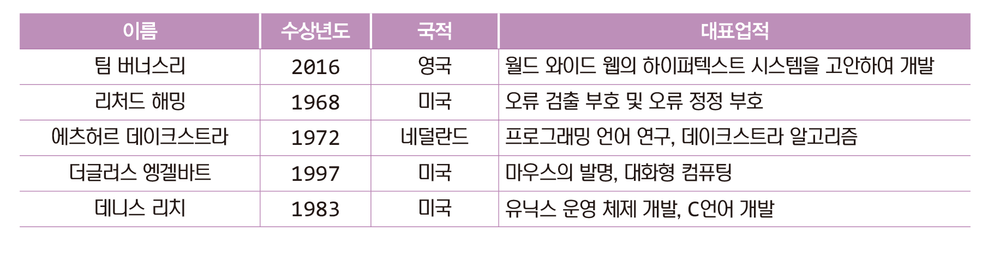 이름 수상년도 국적 대표업적
팀 버너스리 2016 영국 월드 와이드 웹의 하이퍼텍스트 시스템을 고안하여 개발
리처드 해밍 1968 미국 오류 검출 부호 및 오류 정정 부호
에츠허르 데이크스트라 1972 네덜란드 프로그래밍 언어 연구, 데이크스트라 알고리즘
더글러스 엥겔바트 1997 미국 마우스의 발명, 대화형 컴퓨팅
데니스 리치 1983 미국 유닉스 운영 체제 개발, C언어 개발